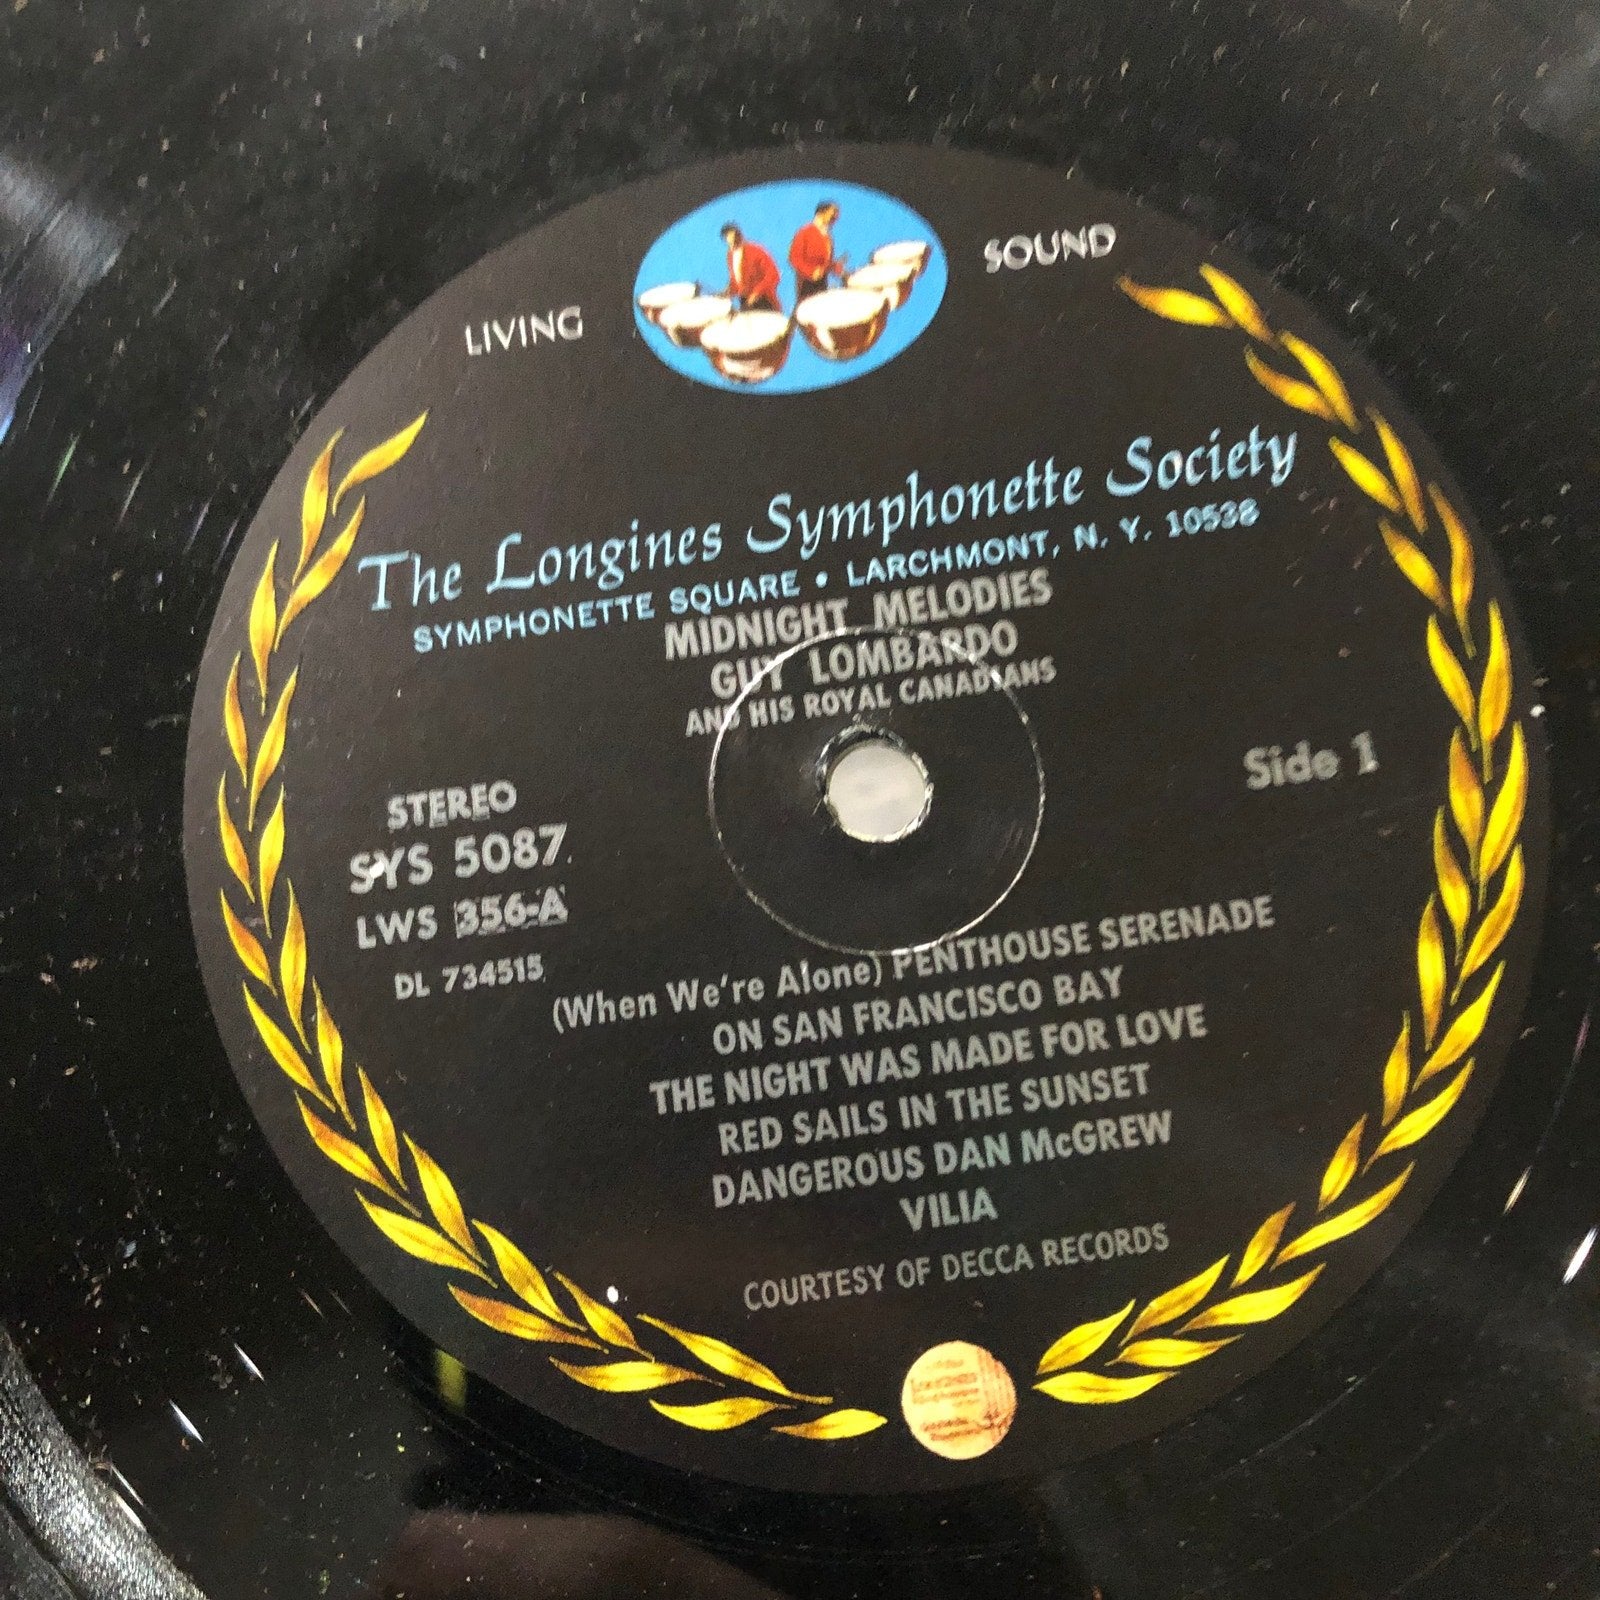 LIVING SOUND
The Longines Symphonette Society
SYMPHONETTE SQUARE • LARCHMONT, N. Y. 10538
MIDNIGHT MELODIES
GUY LOMBARDO
AND HIS ROYAL CANADIANS
Side 1
STEREO
SYS 5087
LWS 356-A
DL 734515
(When We're Alone) PENTHOUSE SERENADE
ON SAN FRANCISCO BAY
THE NIGHT WAS MADE FOR LOVE
RED SAILS IN THE SUNSET
DANGEROUS DAN McGREW
VILIA
COURTESY OF DECCA RECORDS